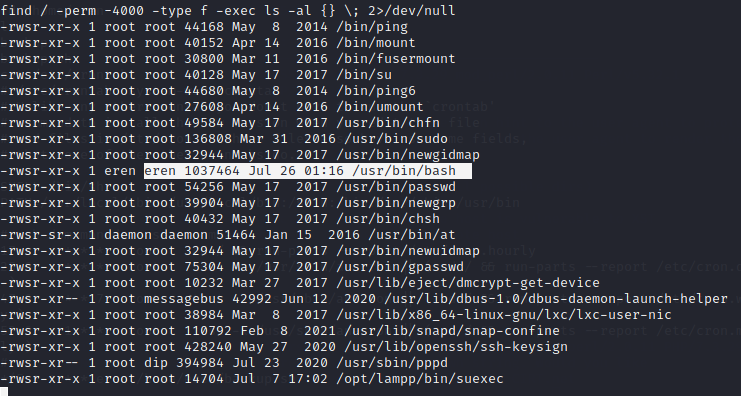 find / -perm -4000 -type f -exec ls -al {} \; 2>/dev/null
-rwsr-xr-x 1 root root 44168 May  8  2014 /bin/ping
-rwsr-xr-x 1 root root 40152 Apr 14  2016 /bin/mount
-rwsr-xr-x 1 root root 30800 Mar 11  2016 /bin/fusermount
-rwsr-xr-x 1 root root 40128 May 17  2017 /bin/su
-rwsr-xr-x 1 root root 44680 May  8  2014 /bin/ping6
-rwsr-xr-x 1 root root 27608 Apr 14  2016 /bin/umount
-rwsr-xr-x 1 root root 49584 May 17  2017 /usr/bin/chfn
-rwsr-xr-x 1 root root 136808 Mar 31  2016 /usr/bin/sudo
-rwsr-xr-x 1 root root 32944 May 17  2017 /usr/bin/newgidmap
-rwsr-xr-x 1 eren eren 1037464 Jul 26 01:16 /usr/bin/bash
-rwsr-xr-x 1 root root 54256 May 17  2017 /usr/bin/passwd
-rwsr-xr-x 1 root root 39904 May 17  2017 /usr/bin/newgrp
-rwsr-xr-x 1 root root 40432 May 17  2017 /usr/bin/chsh
-rwsr-sr-x 1 daemon daemon 51464 Jan 15  2016 /usr/bin/at
-rwsr-xr-x 1 root root 32944 May 17  2017 /usr/bin/newuidmap
-rwsr-xr-x 1 root root 75304 May 17  2017 /usr/bin/gpasswd
-rwsr-xr-x 1 root root 10232 Mar 27  2017 /usr/lib/eject/dmcrypt-get-device
-rwsr-xr-- 1 root messagebus 42992 Jun 12  2020 /usr/lib/dbus-1.0/dbus-daemon-launch-helper
-rwsr-xr-x 1 root root 38984 Mar  8  2017 /usr/lib/x86_64-linux-gnu/lxc/lxc-user-nic
-rwsr-xr-x 1 root root 110792 Feb  8  2021 /usr/lib/snapd/snap-confine
-rwsr-xr-x 1 root root 428240 May 27  2020 /usr/lib/openssh/ssh-keysign
-rwsr-xr-- 1 root dip 394984 Jul 23  2020 /usr/sbin/pppd
-rwsr-xr-x 1 root root 14704 Jul  7 17:02 /opt/lampp/bin/suexec